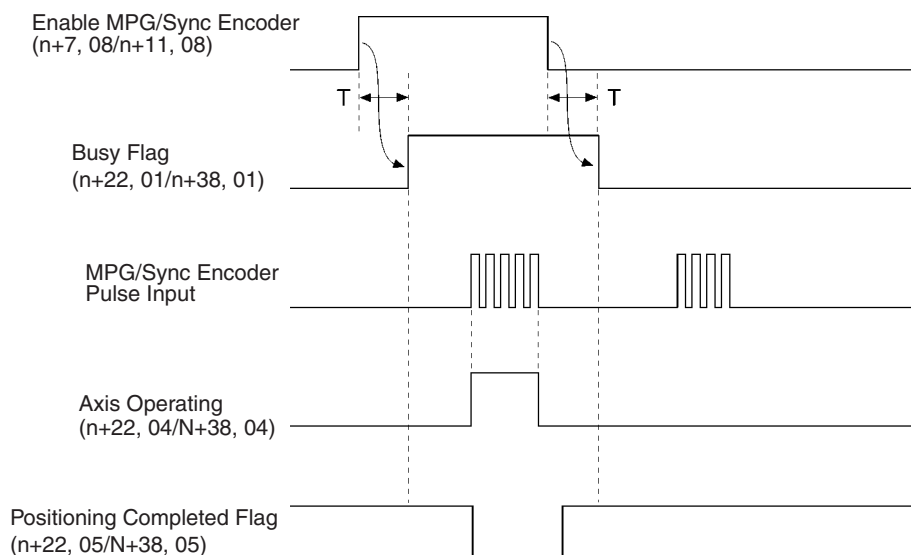 Enable MPG/Sync Encoder
(n+7, 08/n+11, 08)
T
T
Busy Flag
(n+22, 01/n+38, 01)
MPG/Sync Encoder
Pulse Input
Axis Operating
(n+22, 04/N+38, 04)
Positioning Completed Flag
(n+22, 05/N+38, 05)